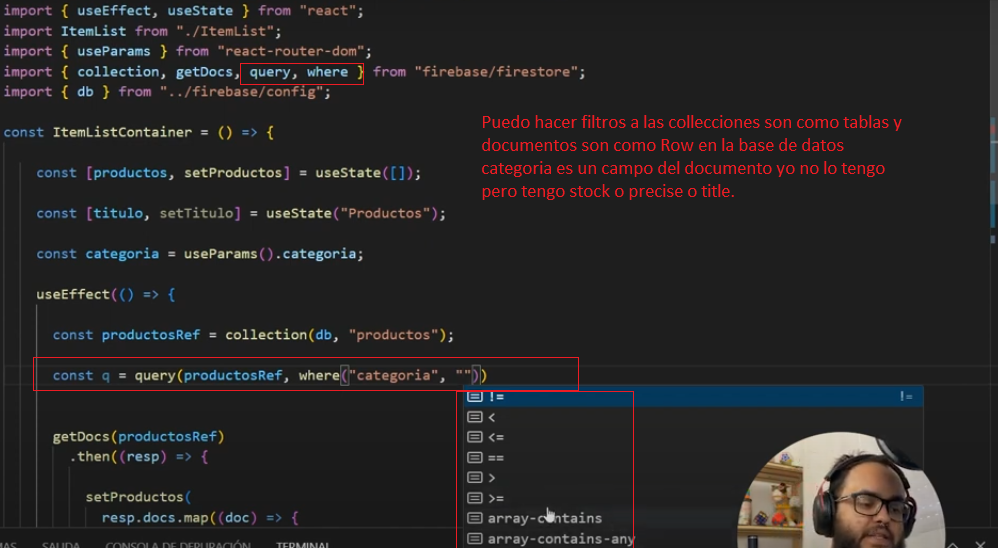 import { useEffect, useState } from "react";
import ItemList from "./ItemList";
import { useParams } from "react-router-dom";
import { collection, getDocs, query, where } from "firebase/firestore";
import { db } from "../firebase/config";
const ItemListContainer = () => {
Puedo hacer filtros a las collecciones son como tablas y
documentos son como Row en la base de datos
categoria es un campo del documento yo no lo tengo
pero tengo stock o precise o title.
const [productos, setProductos] = useState([]);
const [titulo, setTitulo] = useState("Productos");
const categoria = useParams().categoria;
useEffect(() => {
const productosRef = collection(db, "productos");
const q = query(productosRef, where("categoria", ""))
!= !=
<
<=
==
>
>=
array-contains
array-contains-any
getDocs(productosRef)
.then((resp) => {
setProductos(
resp.docs.map((doc) => {
SALIDA CONSOLA DE DEPURACIÓN TERMINAL